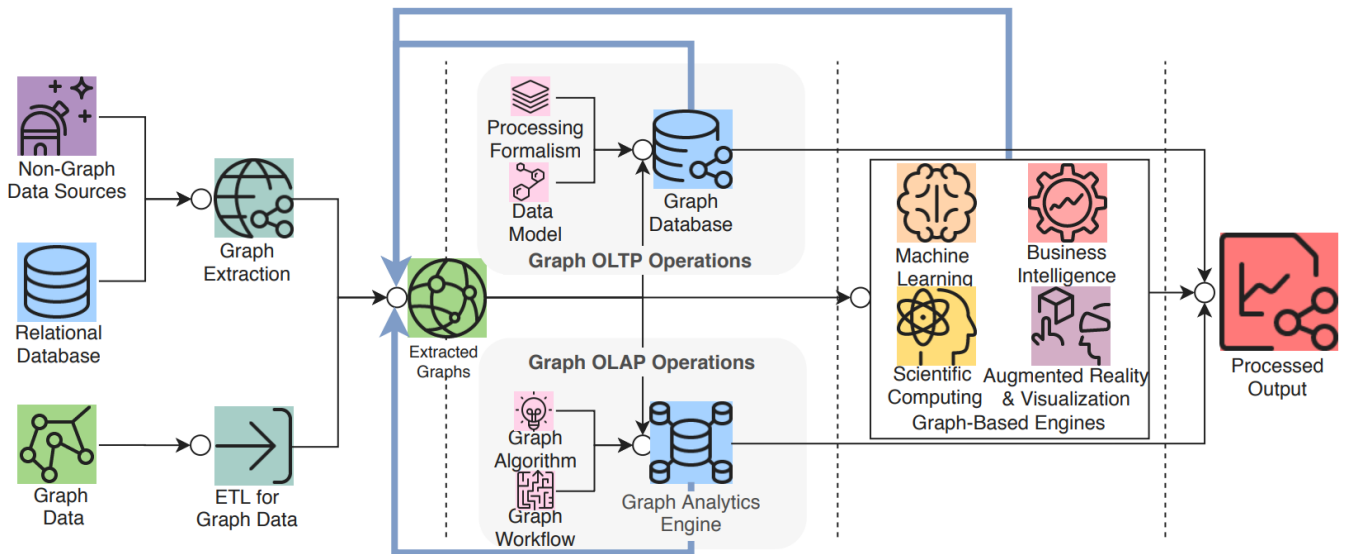 Non-Graph
Data Sources
Relational
Database
Graph
Data
Graph
Extraction
ETL for
Graph Data
Extracted
Graphs
Processing
Formalism
Data
Model
Graph
Database
Graph OLTP Operations
Graph OLAP Operations
Graph
Algorithm
Graph
Workflow
Graph Analytics
Engine
Machine
Learning
Business
Intelligence
Scientific
Computing
Augmented Reality
& Visualization
Graph-Based Engines
Processed
Output